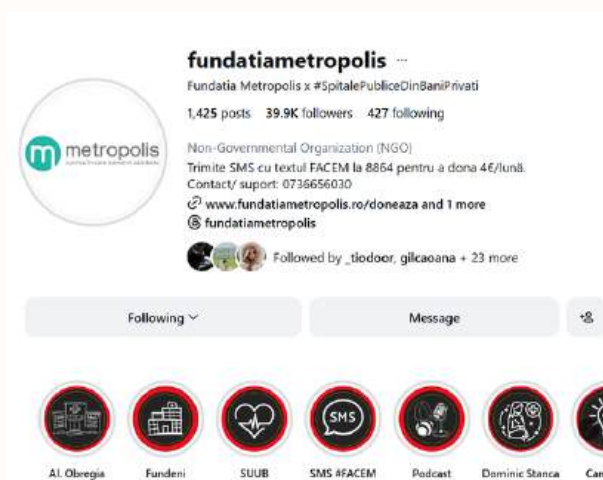 fundatiametropolis ...
Fundatia Metropolis x #SpitalePubliceDinBaniPrivati
1,425 posts 39.9K followers 427 following
metropolis
Non-Governmental Organization (NGO)
Trimite SMS cu textul FACEM la 8864 pentru a dona 4€/lună.
Contact/ suport: 0736656030
www.fundatiametropolis.ro/doneaza and 1 more
fundatiametropolis
Followed by _tiodoor, gilcaoana + 23 more
Following
Message
SMS
Al. Obregia
Fundeni
SUUB
SMS #FACEM
Podcast
Dominic Stanca